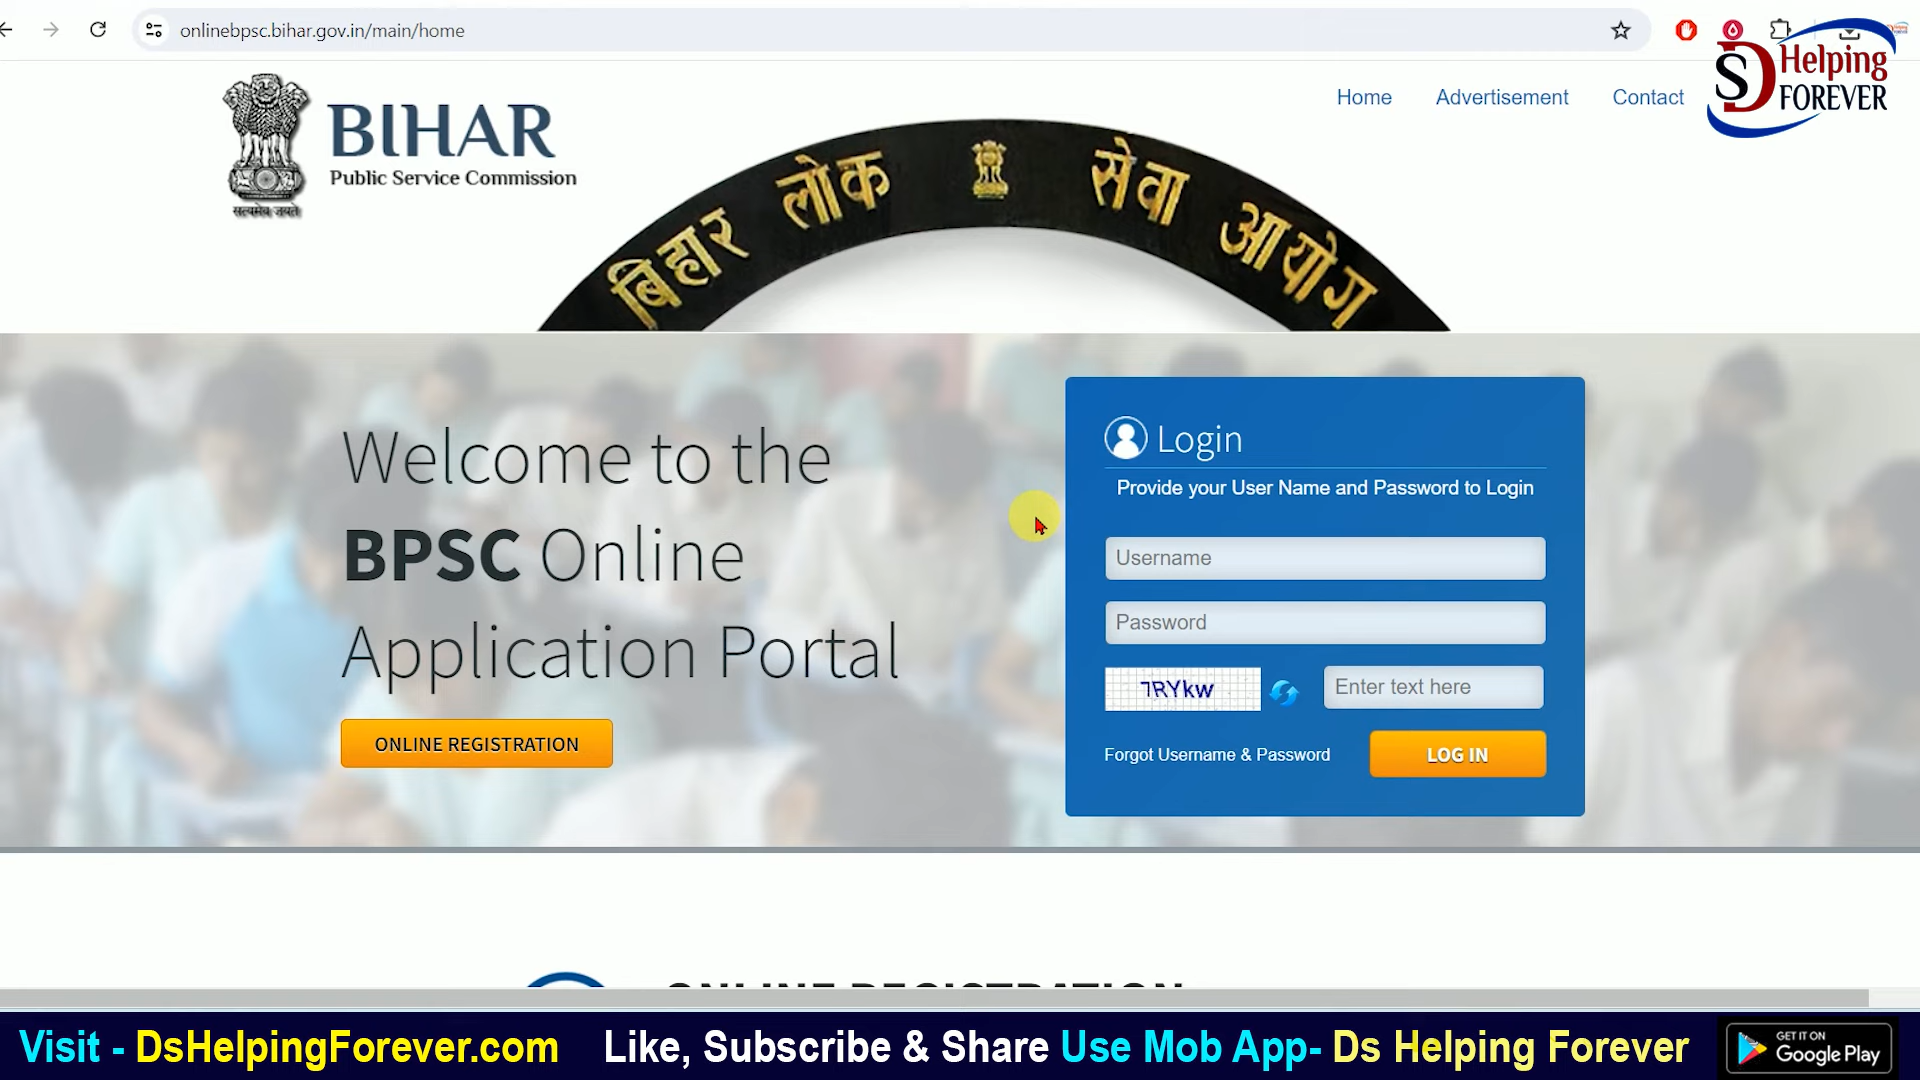 onlinebpsc.bihar.gov.in/main/home
SD Helping
FOREVER
Home Advertisement Contact
BIHAR
Public Service Commission
सत्यमेव जयते
बिहार लोक सेवा आयोग
Welcome to the
BPSC Online
Application Portal
ONLINE REGISTRATION
Login
Provide your User Name and Password to Login
Username
Password
7RYkw
Enter text here
Forgot Username & Password
LOG IN
ONLINE REGISTRATION
Visit - DsHelpingForever.com Like, Subscribe & Share Use Mob App- Ds Helping Forever
GET IT ON
Google Play